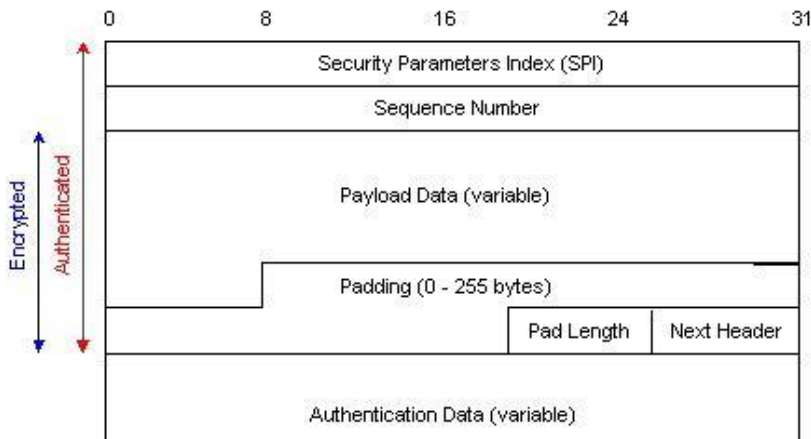 0 8 16 24 31
Security Parameters Index (SPI)
Sequence Number
Payload Data (variable)
Padding (0 - 255 bytes)
Pad Length Next Header
Authentication Data (variable)
Encrypted
Authenticated